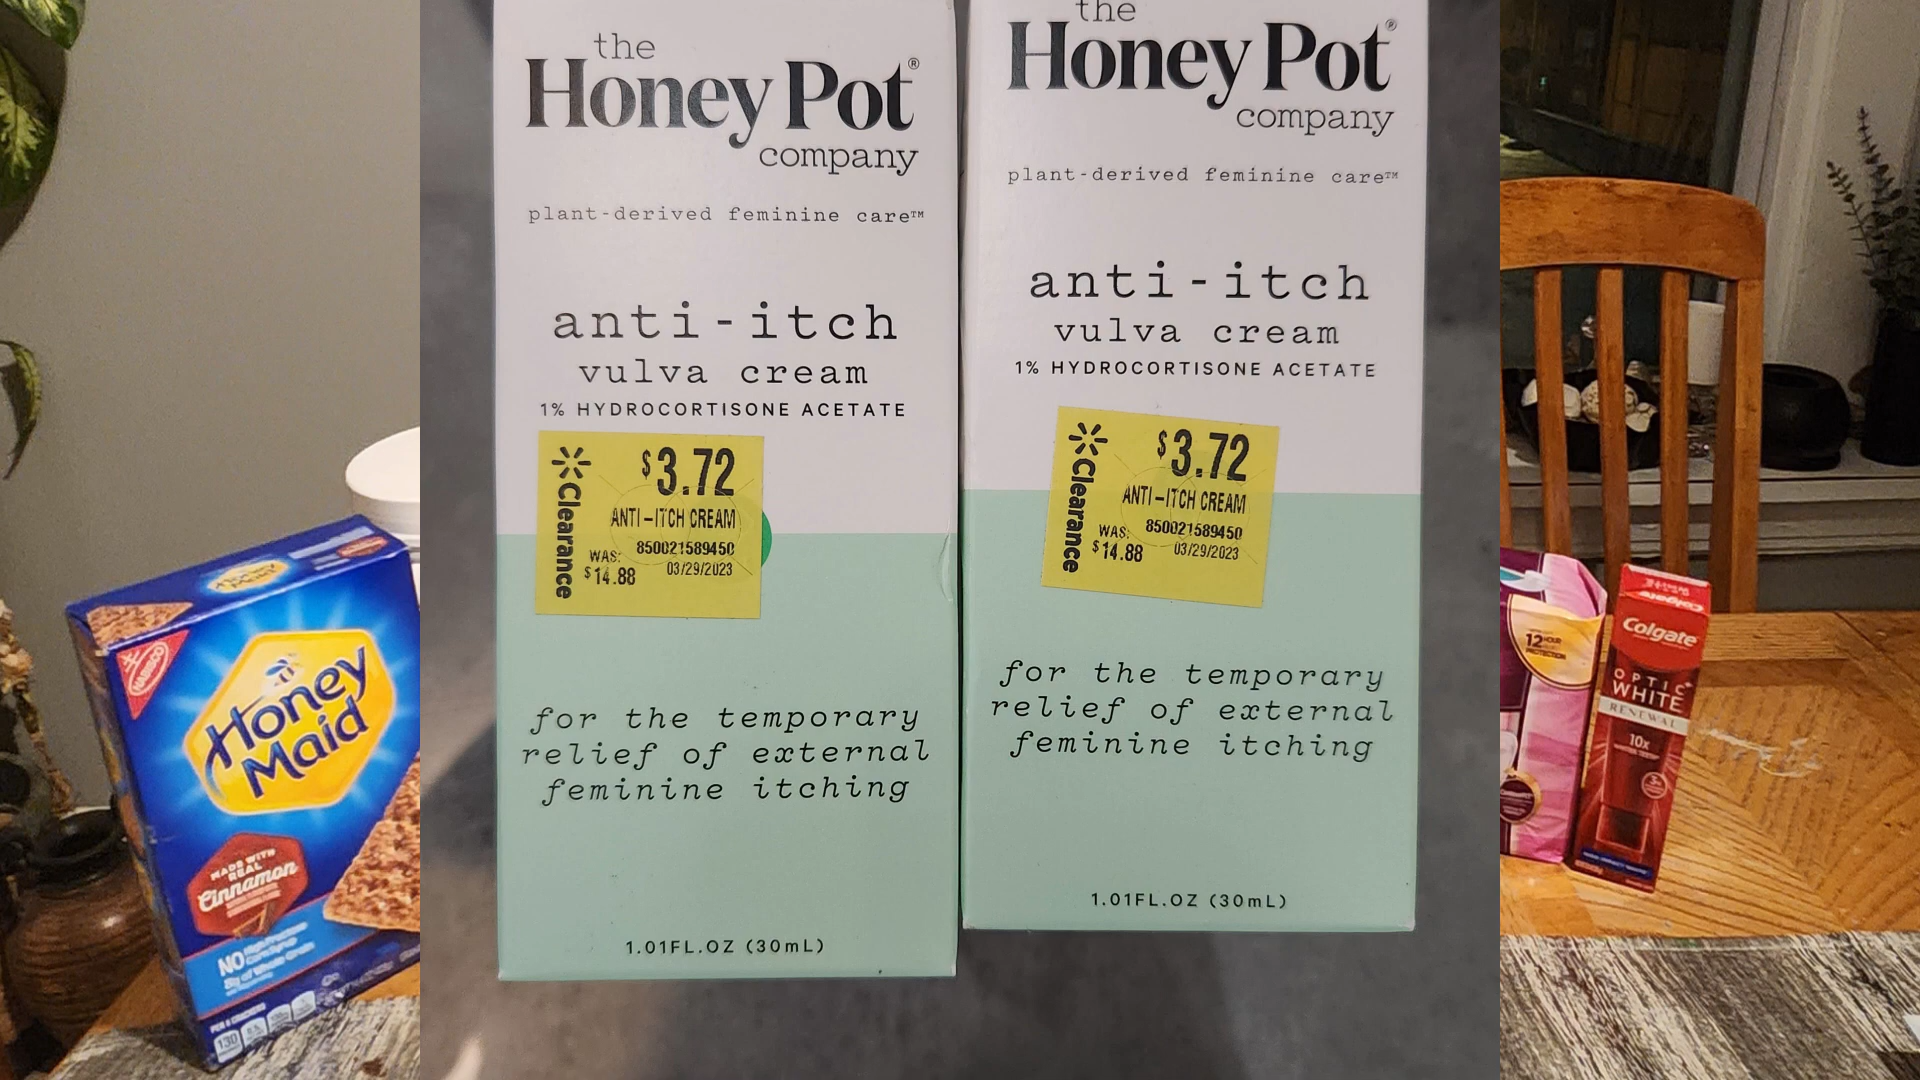 Honey
Maid
NABISCO
Honey
Maid
MADE WITH
REAL
Cinnamon
NO High Fructose
Corn Syrup
8g of Whole Grain
PER 8 CRACKERS
130
the
Honey Pot®
company
plant-derived feminine care™
anti-itch
vulva cream
1% HYDROCORTISONE ACETATE
Clearance
$3.72
ANTI-ITCH CREAM
850021589450
WAS:
$14.88
03/29/2023
for the temporary
relief of external
feminine itching
1.01FL.OZ (30mL)
the
Honey Pot®
company
plant-derived feminine care™
anti-itch
vulva cream
1% HYDROCORTISONE ACETATE
Clearance
$3.72
ANTI-ITCH CREAM
850021589450
WAS:
$14.88
03/29/2023
for the temporary
relief of external
feminine itching
1.01FL.OZ (30mL)
12 HOUR
PROTECTION
Colgate
Colgate
OPTIC
WHITE
RENEWAL
10x